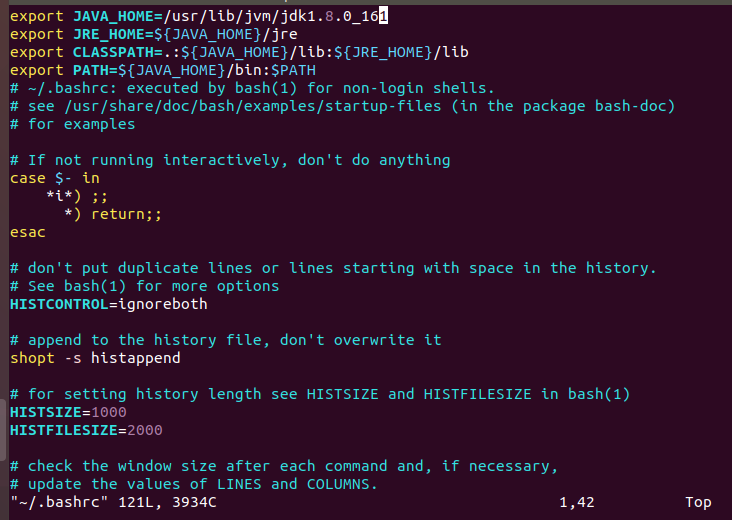 export JAVA_HOME=/usr/lib/jvm/jdk1.8.0_161
export JRE_HOME=${JAVA_HOME}/jre
export CLASSPATH=.:${JAVA_HOME}/lib:${JRE_HOME}/lib
export PATH=${JAVA_HOME}/bin:$PATH
# ~/.bashrc: executed by bash(1) for non-login shells.
# see /usr/share/doc/bash/examples/startup-files (in the package bash-doc)
# for examples

# If not running interactively, don't do anything
case $- in
    *i*) ;;
      *) return;;
esac

# don't put duplicate lines or lines starting with space in the history.
# See bash(1) for more options
HISTCONTROL=ignoreboth

# append to the history file, don't overwrite it
shopt -s histappend

# for setting history length see HISTSIZE and HISTFILESIZE in bash(1)
HISTSIZE=1000
HISTFILESIZE=2000

# check the window size after each command and, if necessary,
# update the values of LINES and COLUMNS.
"~/.bashrc" 121L, 3934C 1,42 Top